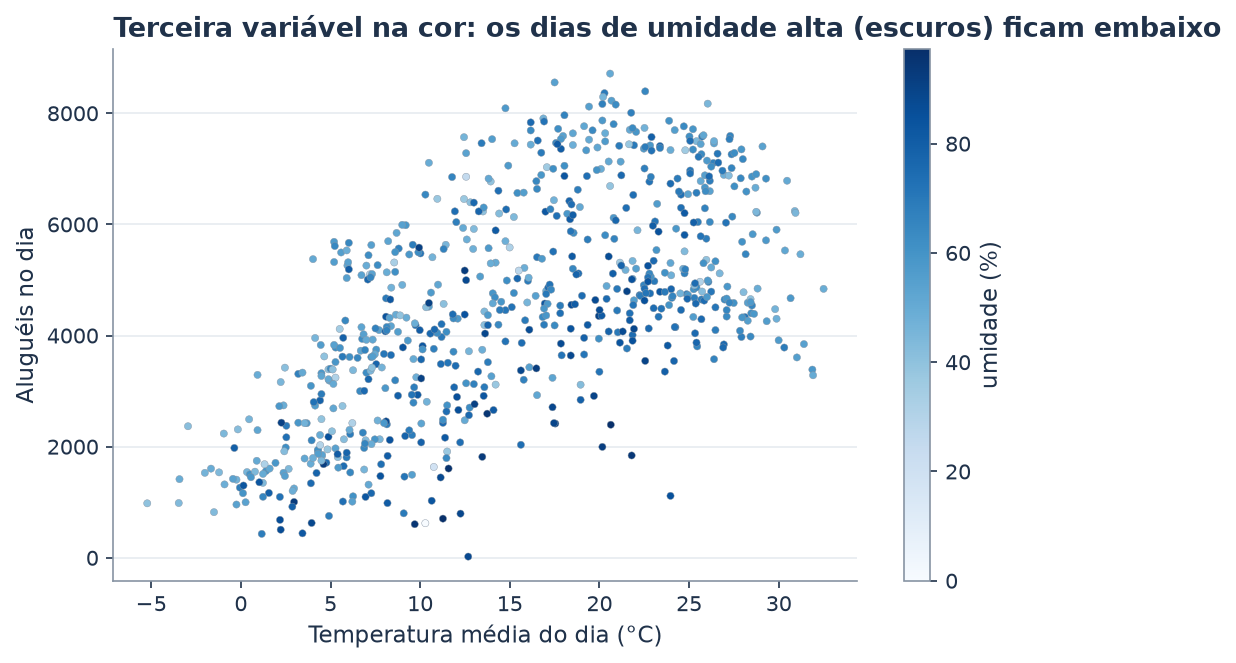 Terceira variável na cor: os dias de umidade alta (escuros) ficam embaixo
Aluguéis no dia
8000
6000
4000
2000
0
−5 0 5 10 15 20 25 30
Temperatura média do dia (°C)
80
60
40
20
0
umidade (%)